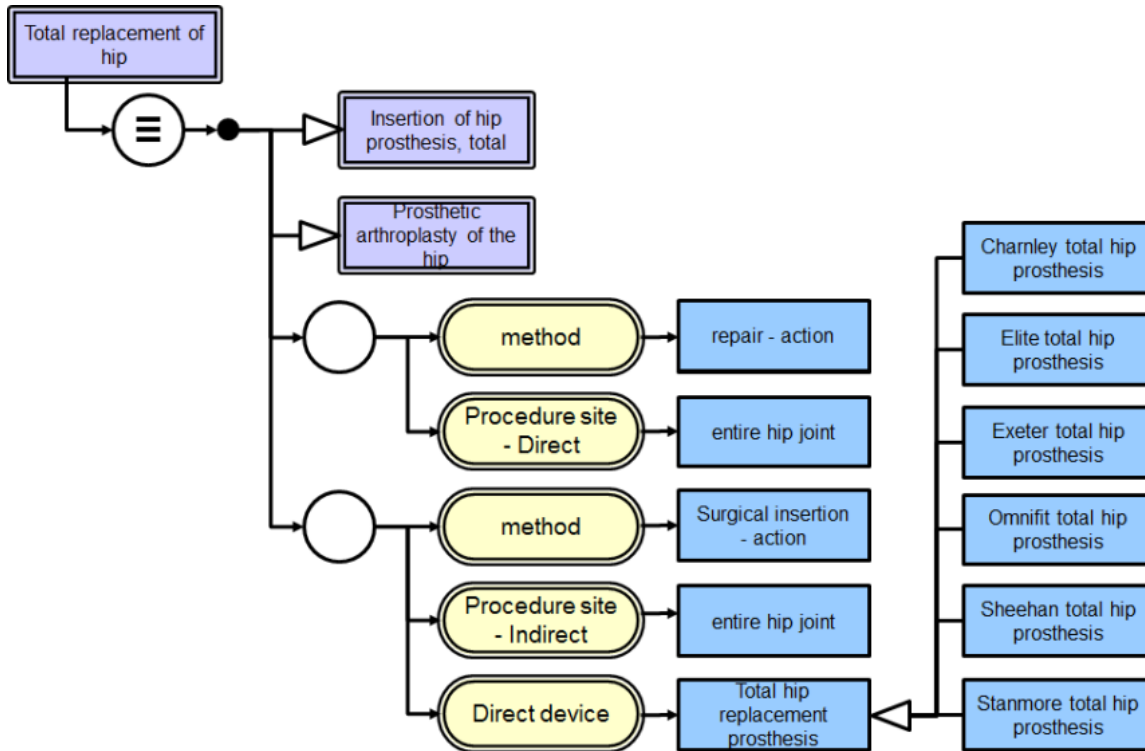 Total replacement of
hip
Insertion of hip
prosthesis, total
Prosthetic
arthroplasty of the
hip
method
repair - action
Procedure site
- Direct
entire hip joint
method
Surgical insertion
- action
Procedure site
- Indirect
entire hip joint
Direct device
Total hip
replacement
prosthesis
Charnley total hip
prosthesis
Elite total hip
prosthesis
Exeter total hip
prosthesis
Omnifit total hip
prosthesis
Sheehan total hip
prosthesis
Stanmore total hip
prosthesis